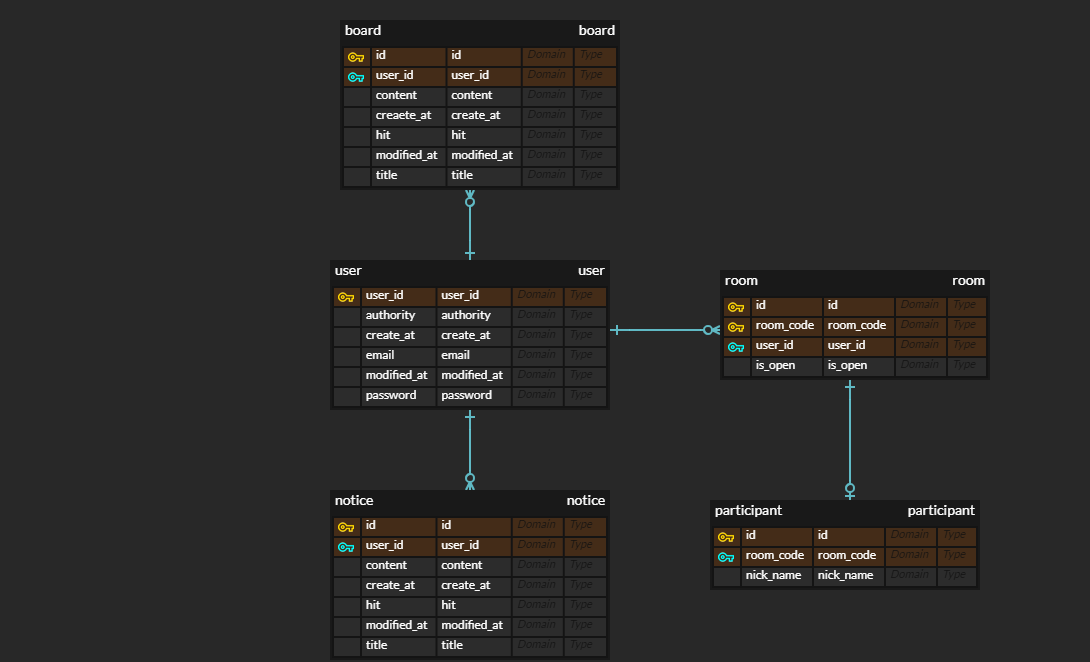 board board
id id Domain Type
user_id user_id Domain Type
content content Domain Type
creaete_at create_at Domain Type
hit hit Domain Type
modified_at modified_at Domain Type
title title Domain Type
user user
user_id user_id Domain Type
authority authority Domain Type
create_at create_at Domain Type
email email Domain Type
modified_at modified_at Domain Type
password password Domain Type
room room
id id Domain Type
room_code room_code Domain Type
user_id user_id Domain Type
is_open is_open Domain Type
notice notice
id id Domain Type
user_id user_id Domain Type
content content Domain Type
create_at create_at Domain Type
hit hit Domain Type
modified_at modified_at Domain Type
title title Domain Type
participant participant
id id Domain Type
room_code room_code Domain Type
nick_name nick_name Domain Type